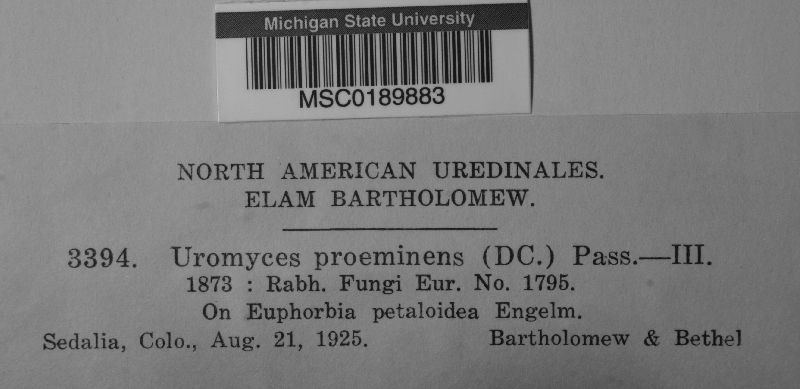 Michigan State University
MSC0189883
NORTH AMERICAN UREDINALES.
ELAM BARTHOLOMEW.
3394. Uromyces proeminens (DC.) Pass.—III.
1873 : Rabh. Fungi Eur. No. 1795.
On Euphorbia petaloidea Engelm.
Sedalia, Colo., Aug. 21, 1925. Bartholomew & Bethel